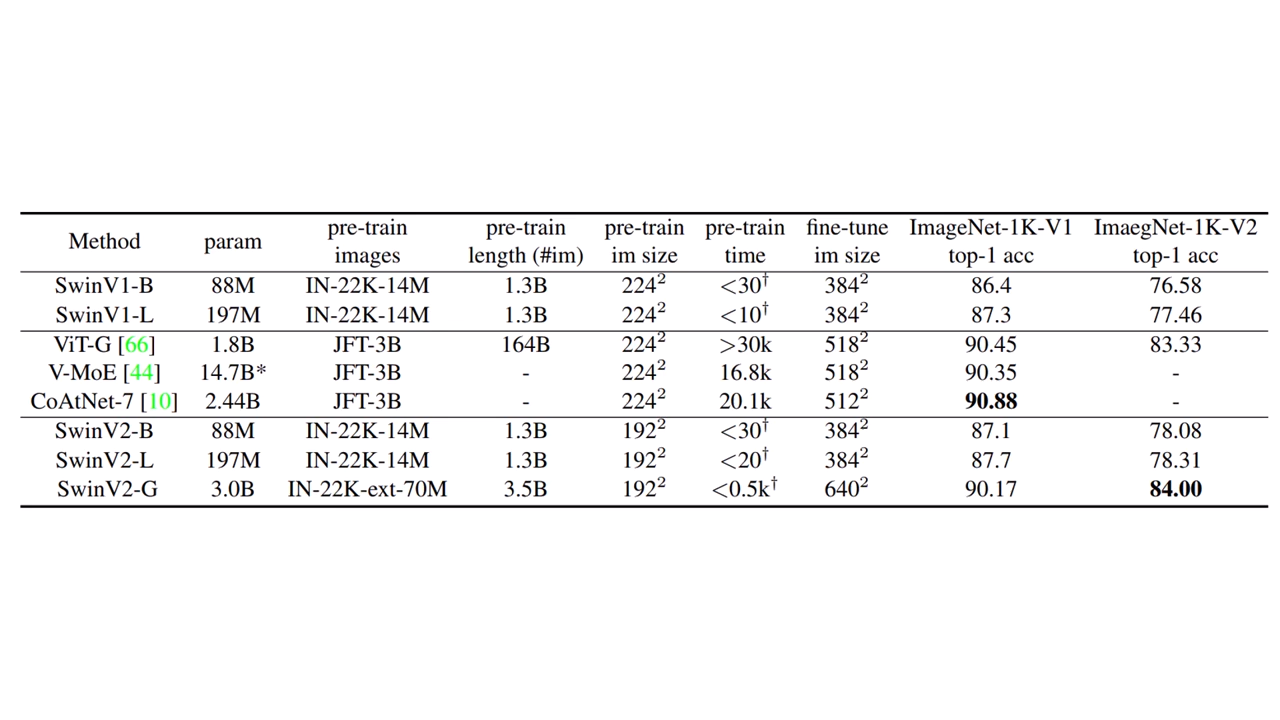 Method param pre-train images pre-train length (#im) pre-train im size pre-train time fine-tune im size ImageNet-1K-V1 top-1 acc ImaegNet-1K-V2 top-1 acc
SwinV1-B 88M IN-22K-14M 1.3B 224² <30† 384² 86.4 76.58
SwinV1-L 197M IN-22K-14M 1.3B 224² <10† 384² 87.3 77.46
ViT-G [66] 1.8B JFT-3B 164B 224² >30k 518² 90.45 83.33
V-MoE [44] 14.7B* JFT-3B - 224² 16.8k 518² 90.35 -
CoAtNet-7 [10] 2.44B JFT-3B - 224² 20.1k 512² 90.88 -
SwinV2-B 88M IN-22K-14M 1.3B 192² <30† 384² 87.1 78.08
SwinV2-L 197M IN-22K-14M 1.3B 192² <20† 384² 87.7 78.31
SwinV2-G 3.0B IN-22K-ext-70M 3.5B 192² <0.5k† 640² 90.17 84.00